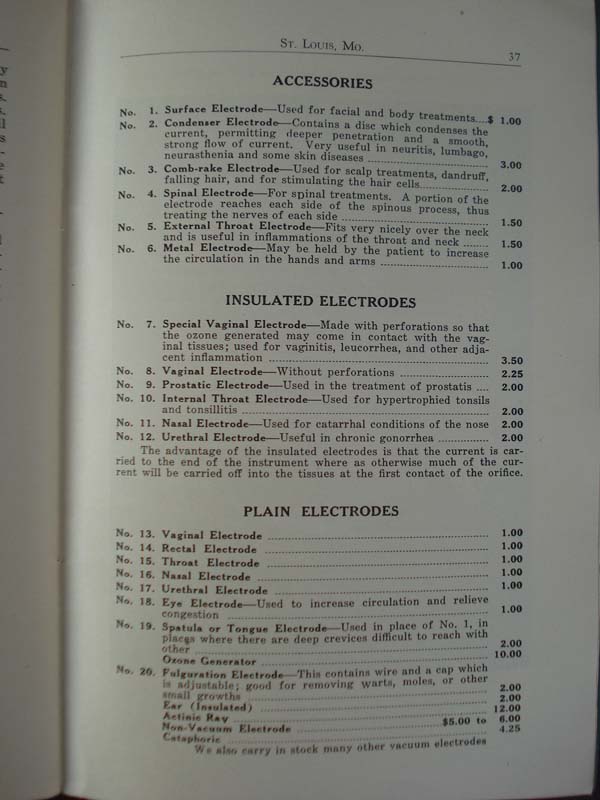 St. Louis, Mo. 37
ACCESSORIES
No. 1. Surface Electrode—Used for facial and body treatments....$ 1.00
No. 2. Condenser Electrode—Contains a disc which condenses the
current, permitting deeper penetration and a smooth,
strong flow of current. Very useful in neuritis, lumbago,
neurasthenia and some skin diseases ........ 3.00
No. 3. Comb-rake Electrode—Used for scalp treatments, dandruff,
falling hair, and for stimulating the hair cells........ 2.00
No. 4. Spinal Electrode—For spinal treatments. A portion of the
electrode reaches each side of the spinous process, thus
treating the nerves of each side ........ 1.50
No. 5. External Throat Electrode—Fits very nicely over the neck
and is useful in inflammations of the throat and neck ........ 1.50
No. 6. Metal Electrode—May be held by the patient to increase
the circulation in the hands and arms ........ 1.00
INSULATED ELECTRODES
No. 7. Special Vaginal Electrode—Made with perforations so that
the ozone generated may come in contact with the vag-
inal tissues; used for vaginitis, leucorrhea, and other adja-
cent inflammation ........ 3.50
No. 8. Vaginal Electrode—Without perforations ........ 2.25
No. 9. Prostatic Electrode—Used in the treatment of prostatis .... 2.00
No. 10. Internal Throat Electrode—Used for hypertrophied tonsils
and tonsillitis ........ 2.00
No. 11. Nasal Electrode—Used for catarrhal conditions of the nose 2.00
No. 12. Urethral Electrode—Useful in chronic gonorrhea ........ 2.00
The advantage of the insulated electrodes is that the current is car-
ried to the end of the instrument where as otherwise much of the cur-
rent will be carried off into the tissues at the first contact of the orifice.
PLAIN ELECTRODES
No. 13. Vaginal Electrode ........ 1.00
No. 14. Rectal Electrode ........ 1.00
No. 15. Throat Electrode ........ 1.00
No. 16. Nasal Electrode ........ 1.00
No. 17. Urethral Electrode ........ 1.00
No. 18. Eye Electrode—Used to increase circulation and relieve
congestion ........ 1.00
No. 19. Spatula or Tongue Electrode—Used in place of No. 1, in
places where there are deep crevices difficult to reach with
other ........ 2.00
Ozone Generator ........ 10.00
No. 20. Fulguration Electrode—This contains wire and a cap which
is adjustable; good for removing warts, moles, or other
small growths ........ 2.00
Ear (Insulated) ........ 2.00
Actinic Ray ........ 12.00
Non-Vacuum Electrode ........ $5.00 to 6.00
Cataphoric ........ 4.25
We also carry in stock many other vacuum electrodes